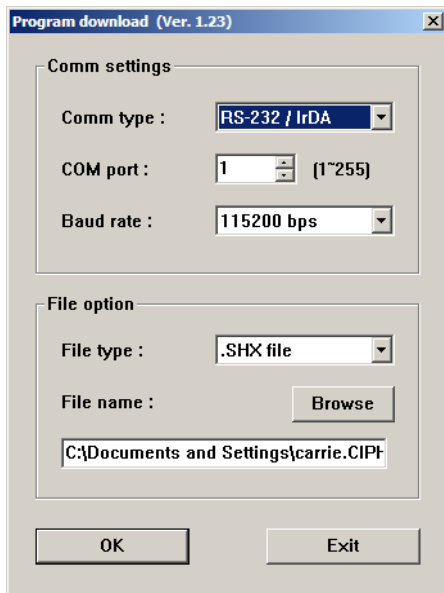 Program download (Ver. 1.23)
Comm settings
Comm type : RS-232 / IrDA
COM port : 1 (1~255)
Baud rate : 115200 bps
File option
File type : .SHX file
File name : Browse
C:\Documents and Settings\carrie.CIPH
OK Exit